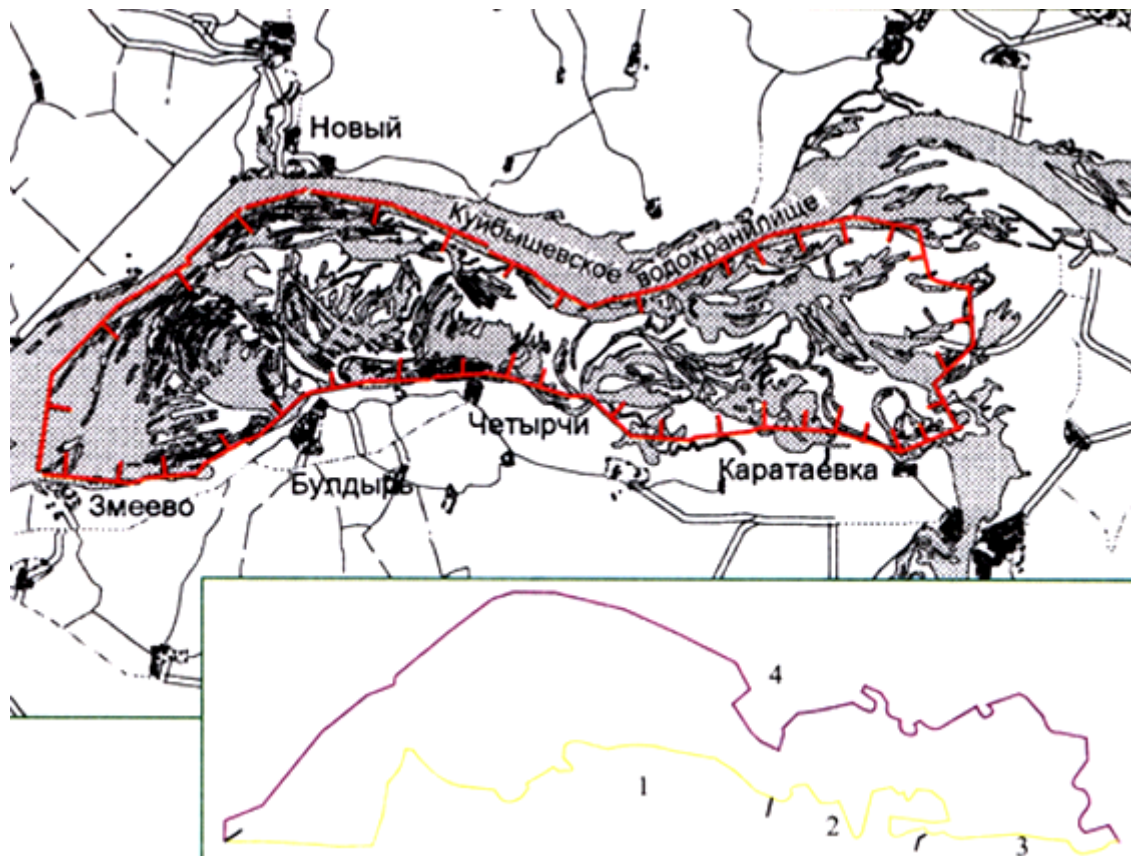 Новый
Куйбышевское водохранилище
Четырчи
Каратаевка
Булдырь
Змеево
4
1
2
3